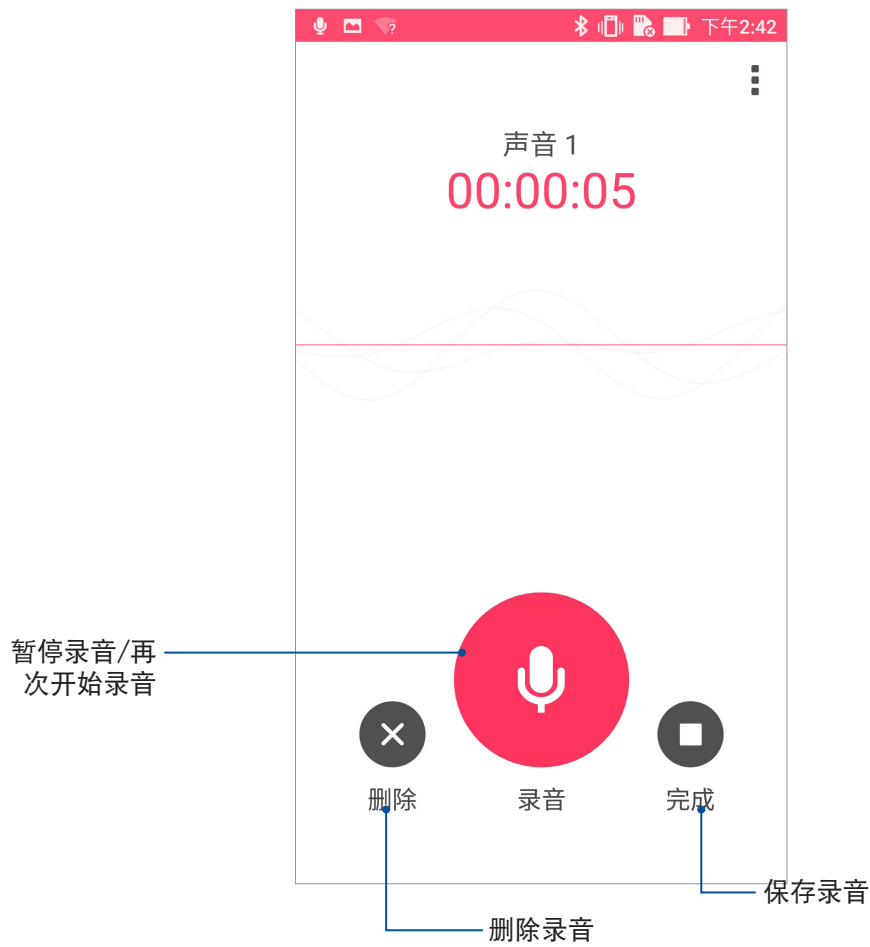 下午2:42
声音 1
00:00:05
暂停录音/再
次开始录音
删除
录音
完成
保存录音
删除录音